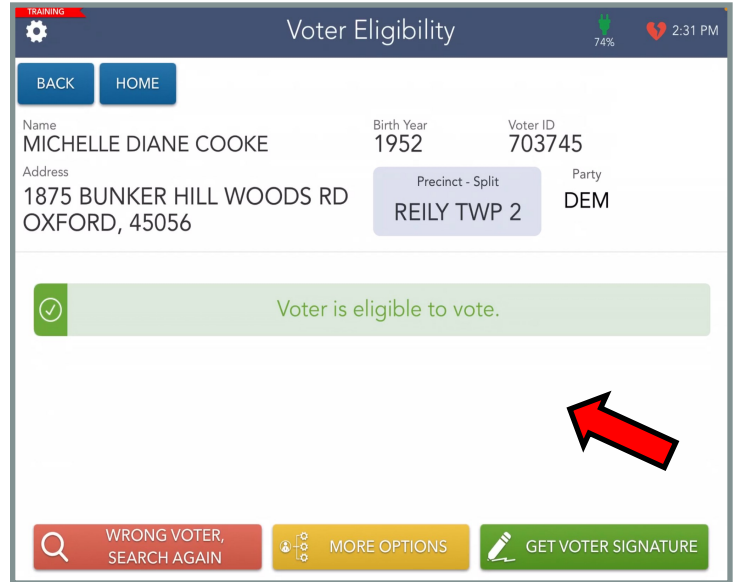 TRAINING
Voter Eligibility
74%
2:31 PM
BACK
HOME
Name
MICHELLE DIANE COOKE
Birth Year
1952
Voter ID
703745
Address
1875 BUNKER HILL WOODS RD
OXFORD, 45056
Precinct - Split
REILY TWP 2
Party
DEM
Voter is eligible to vote.
WRONG VOTER,
SEARCH AGAIN
MORE OPTIONS
GET VOTER SIGNATURE